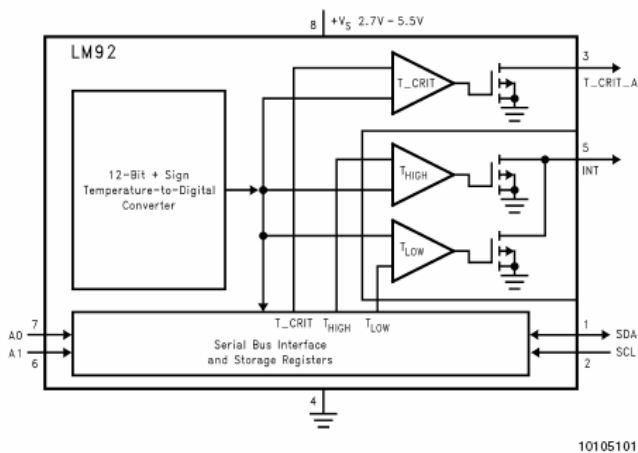 8 +VS 2.7V – 5.5V
LM92
3
T_CRIT
T_CRIT_A
12-Bit + Sign
Temperature-to-Digital
Converter
THIGH
5
INT
TLOW
T_CRIT THIGH TLOW
7
A0
A1
6
Serial Bus Interface
and Storage Registers
1
SDA
SCL
2
4
10105101